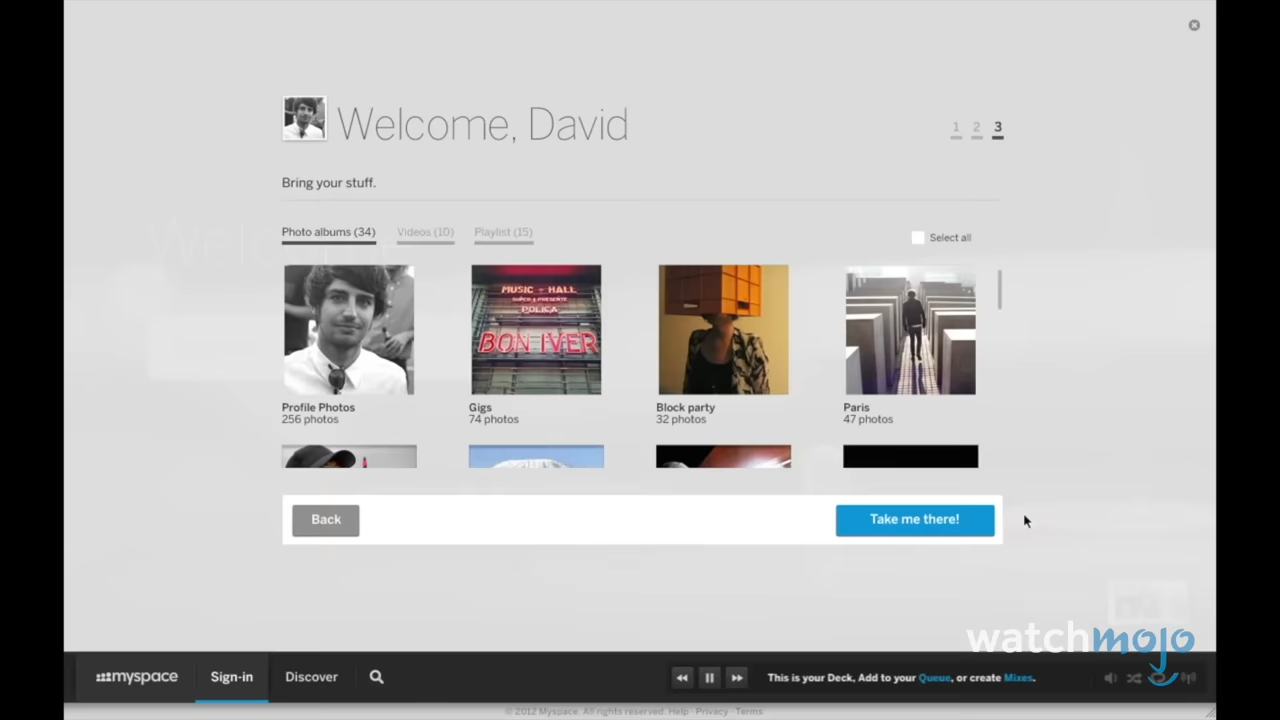 Welcome, David
1 2 3
Bring your stuff.
Photo albums (34) Videos (10) Playlist (15)
Select all
MUSIC-HALL
POLIÇA
BON IVER
Profile Photos
256 photos
Gigs
74 photos
Block party
32 photos
Paris
47 photos
Back
Take me there!
watchmojo
myspace
Sign-in
Discover
This is your Deck, Add to your Queue, or create Mixes.
© 2012 Myspace. All rights reserved. Help · Privacy · Terms